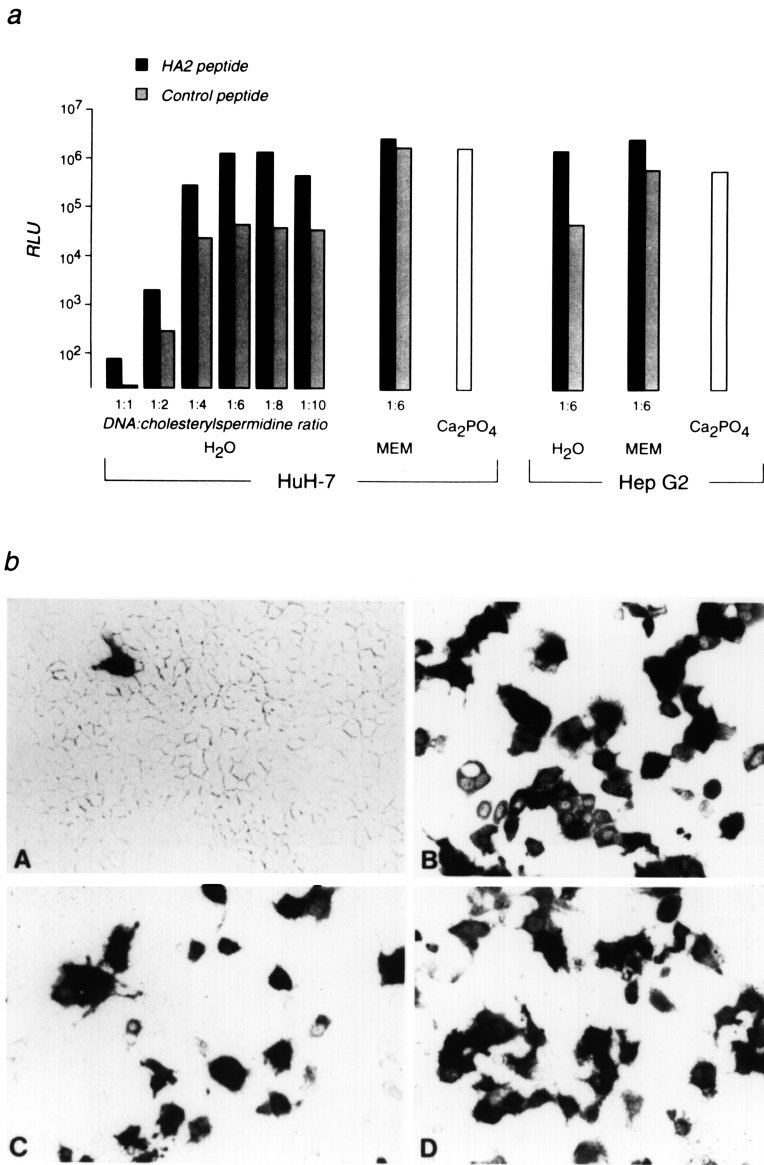 a
HA2 peptide
Control peptide
10⁷
10⁶
10⁵
10⁴
10³
10²
RLU
1:1 1:2 1:4 1:6 1:8 1:10 1:6 1:6 1:6
DNA:cholesterylspermidine ratio
Ca₂PO₄ Ca₂PO₄
H₂O MEM H₂O MEM
HuH-7 Hep G2
b
A
B
C
D